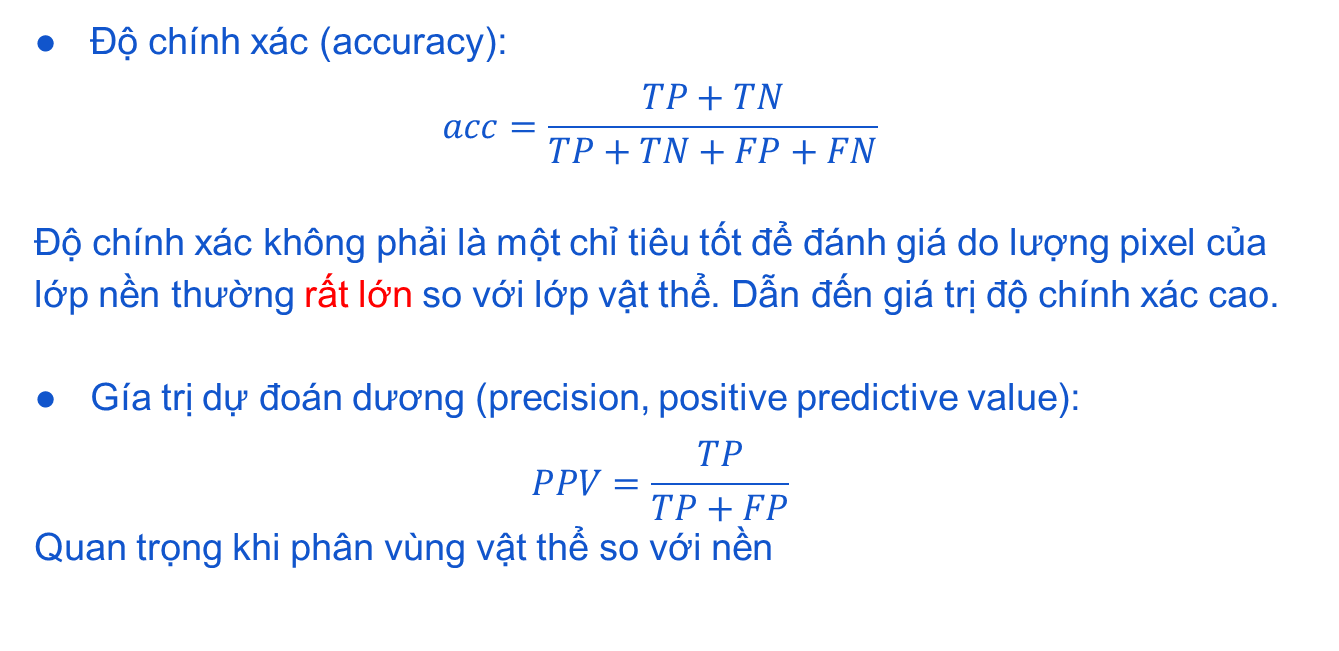 ● Độ chính xác (accuracy):
acc = \frac{TP + TN}{TP + TN + FP + FN}
Độ chính xác không phải là một chỉ tiêu tốt để đánh giá do lượng pixel của
lớp nền thường rất lớn so với lớp vật thể. Dẫn đến giá trị độ chính xác cao.
● Gía trị dự đoán dương (precision, positive predictive value):
PPV = \frac{TP}{TP + FP}
Quan trọng khi phân vùng vật thể so với nền